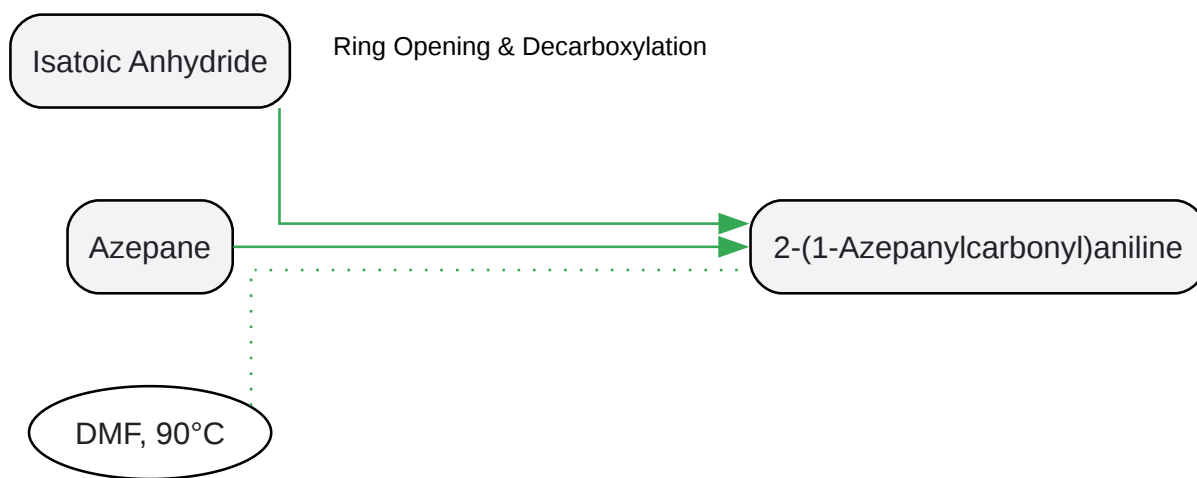 Isatoic Anhydride
Ring Opening & Decarboxylation
Azepane
2-(1-Azepanylcarbonyl)aniline
DMF, 90°C